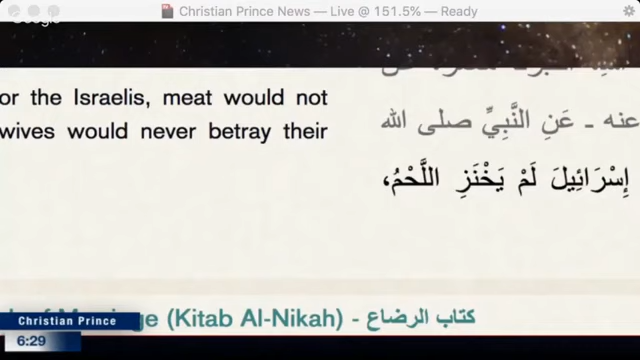 Christian Prince News — Live @ 151.5% — Ready
Google
or the Israelis, meat would not
wives would never betray their
عنه ـ عَنِ النَّبِيِّ صلى الله
إِسْرَائِيلَ لَمْ يَخْنَزِ اللَّحْمُ،
(Kitab Al-Nikah) - كتاب الرضاع
Christian Prince
6:29